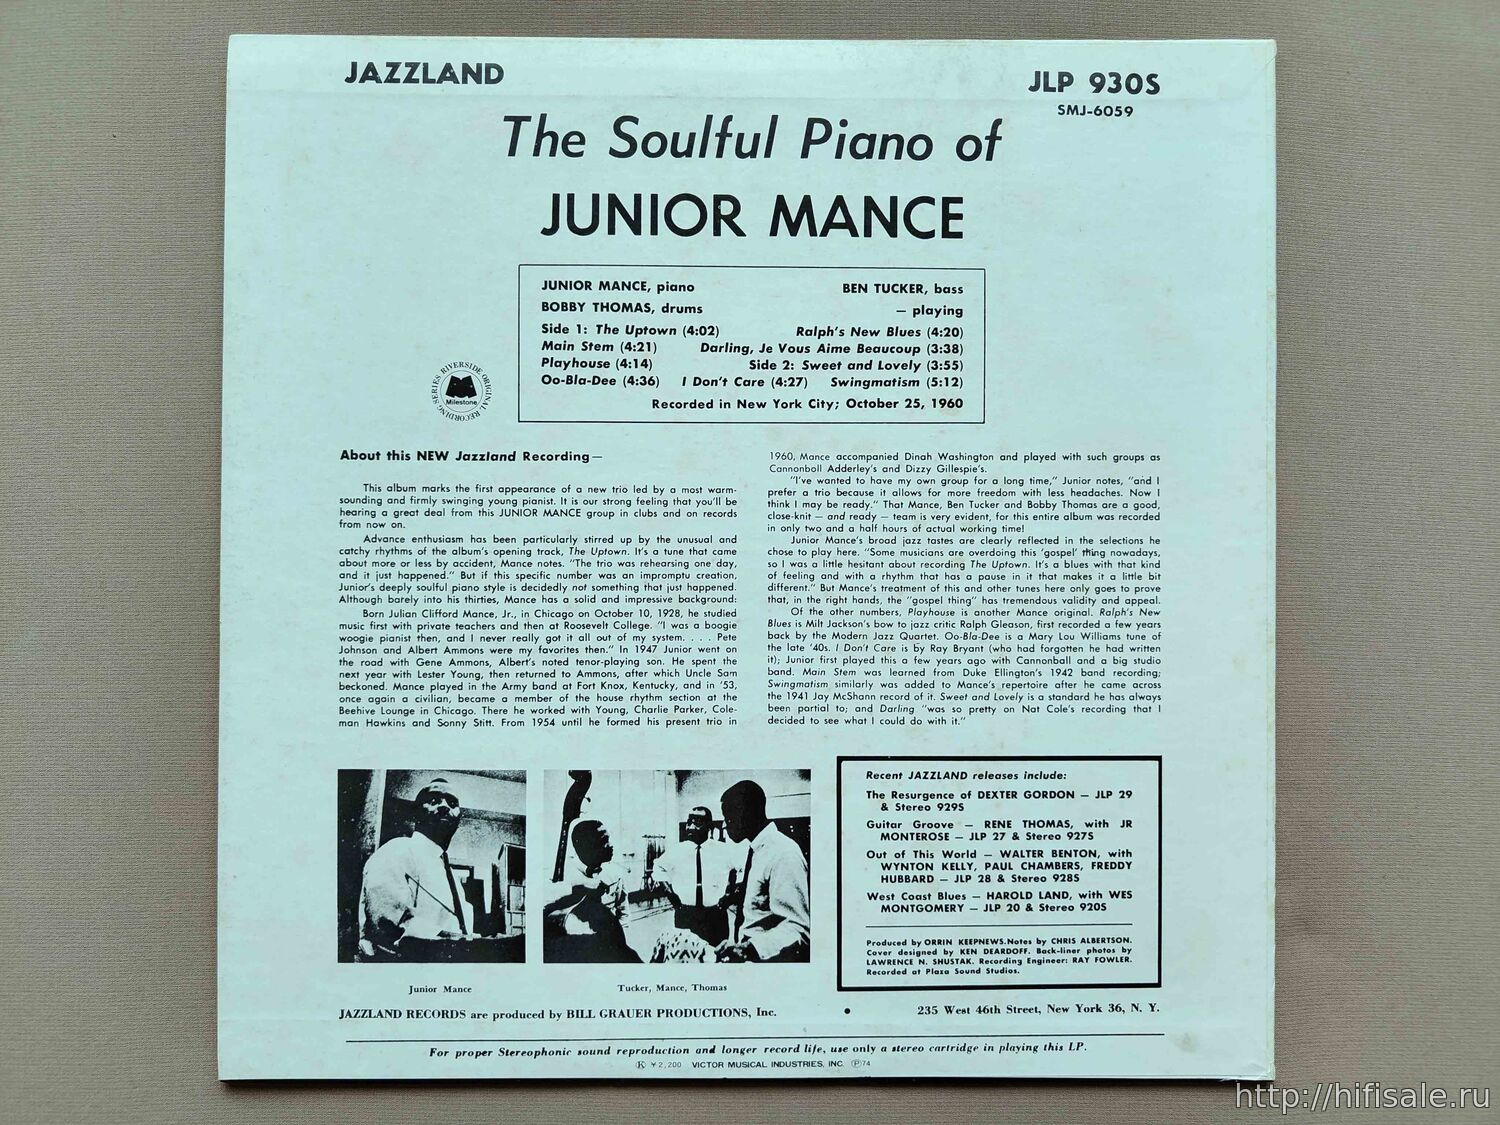 JAZZLAND
JLP 930S
SMJ-6059
The Soulful Piano of
JUNIOR MANCE
JUNIOR MANCE, piano BEN TUCKER, bass
BOBBY THOMAS, drums — playing
Side 1: The Uptown (4:02) Ralph's New Blues (4:20)
Main Stem (4:21) Darling, Je Vous Aime Beaucoup (3:38)
Playhouse (4:14) Side 2: Sweet and Lovely (3:55)
Oo-Bla-Dee (4:36) I Don't Care (4:27) Swingmatism (5:12)
Recorded in New York City; October 25, 1960
RIVERSIDE ORIGINAL RECORDING SERIES
Milestone
About this NEW Jazzland Recording—
This album marks the first appearance of a new trio led by a most warm-
sounding and firmly swinging young pianist. It is our strong feeling that you'll be
hearing a great deal from this JUNIOR MANCE group in clubs and on records
from now on.
Advance enthusiasm has been particularly stirred up by the unusual and
catchy rhythms of the album's opening track, The Uptown. It's a tune that came
about more or less by accident, Mance notes. "The trio was rehearsing one day,
and it just happened." But if this specific number was an impromptu creation,
Junior's deeply soulful piano style is decidedly not something that just happened.
Although barely into his thirties, Mance has a solid and impressive background:
Born Julian Clifford Mance, Jr., in Chicago on October 10, 1928, he studied
music first with private teachers and then at Roosevelt College. "I was a boogie
woogie pianist then, and I never really got it all out of my system. . . . Pete
Johnson and Albert Ammons were my favorites then." In 1947 Junior went on
the road with Gene Ammons, Albert's noted tenor-playing son. He spent the
next year with Lester Young, then returned to Ammons, after which Uncle Sam
beckoned. Mance played in the Army band at Fort Knox, Kentucky, and in '53,
once again a civilian, became a member of the house rhythm section at the
Beehive Lounge in Chicago. There he worked with Young, Charlie Parker, Cole-
man Hawkins and Sonny Stitt. From 1954 until he formed his present trio in
1960, Mance accompanied Dinah Washington and played with such groups as
Cannonboll Adderley's and Dizzy Gillespie's.
"I've wanted to have my own group for a long time," Junior notes, "and I
prefer a trio because it allows for more freedom with less headaches. Now I
think I may be ready." That Mance, Ben Tucker and Bobby Thomas are a good,
close-knit — and ready — team is very evident, for this entire album was recorded
in only two and a half hours of actual working time!
Junior Mance's broad jazz tastes are clearly reflected in the selections he
chose to play here. "Some musicians are overdoing this 'gospel' thing nowadays,
so I was a little hesitant about recording The Uptown. It's a blues with that kind
of feeling and with a rhythm that has a pause in it that makes it a little bit
different." But Mance's treatment of this and other tunes here only goes to prove
that, in the right hands, the "gospel thing" has tremendous validity and appeal.
Of the other numbers, Playhouse is another Mance original. Ralph's New
Blues is Milt Jackson's bow to jazz critic Ralph Gleason, first recorded a few years
back by the Modern Jazz Quartet. Oo-Bla-Dee is a Mary Lou Williams tune of
the late '40s. I Don't Care is by Ray Bryant (who had forgotten he had written
it); Junior first played this a few years ago with Cannonball and a big studio
band. Main Stem was learned from Duke Ellington's 1942 band recording;
Swingmatism similarly was added to Mance's repertoire after he came across
the 1941 Jay McShann record of it. Sweet and Lovely is a standard he has always
been partial to; and Darling "was so pretty on Nat Cole's recording that I
decided to see what I could do with it."
Recent JAZZLAND releases include:
The Resurgence of DEXTER GORDON — JLP 29
& Stereo 929S
Guitar Groove — RENE THOMAS, with JR
MONTEROSE — JLP 27 & Stereo 927S
Out of This World — WALTER BENTON, with
WYNTON KELLY, PAUL CHAMBERS, FREDDY
HUBBARD — JLP 28 & Stereo 928S
West Coast Blues — HAROLD LAND, with WES
MONTGOMERY — JLP 20 & Stereo 920S
Produced by ORRIN KEEPNEWS. Notes by CHRIS ALBERTSON.
Cover designed by KEN DEARDOFF. Back-liner photos by
LAWRENCE N. SHUSTAK. Recording Engineer: RAY FOWLER.
Recorded at Plaza Sound Studios.
Junior Mance
Tucker, Mance, Thomas
JAZZLAND RECORDS are produced by BILL GRAUER PRODUCTIONS, Inc. • 235 West 46th Street, New York 36, N. Y.
For proper Stereophonic sound reproduction and longer record life, use only a stereo cartridge in playing this LP.
Ⓚ ¥2,200 VICTOR MUSICAL INDUSTRIES, INC. Ⓟ74
http://hifisale.ru